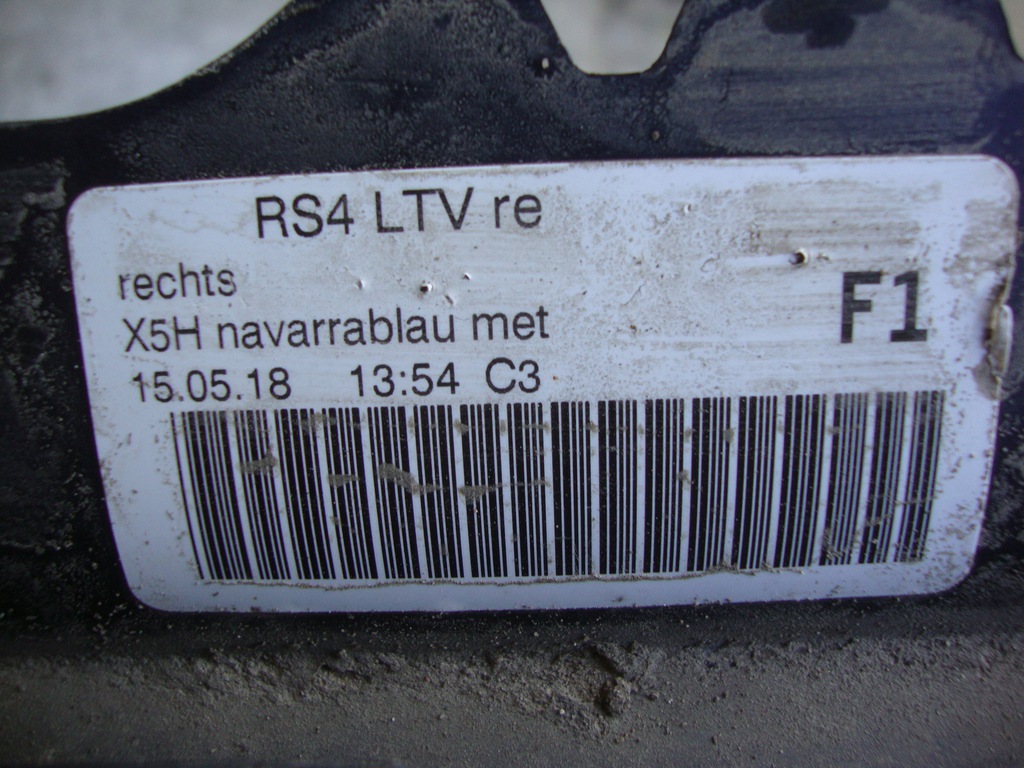 RS4 LTV re
rechts
X5H navarrablau met
F1
15.05.18 13:54 C3